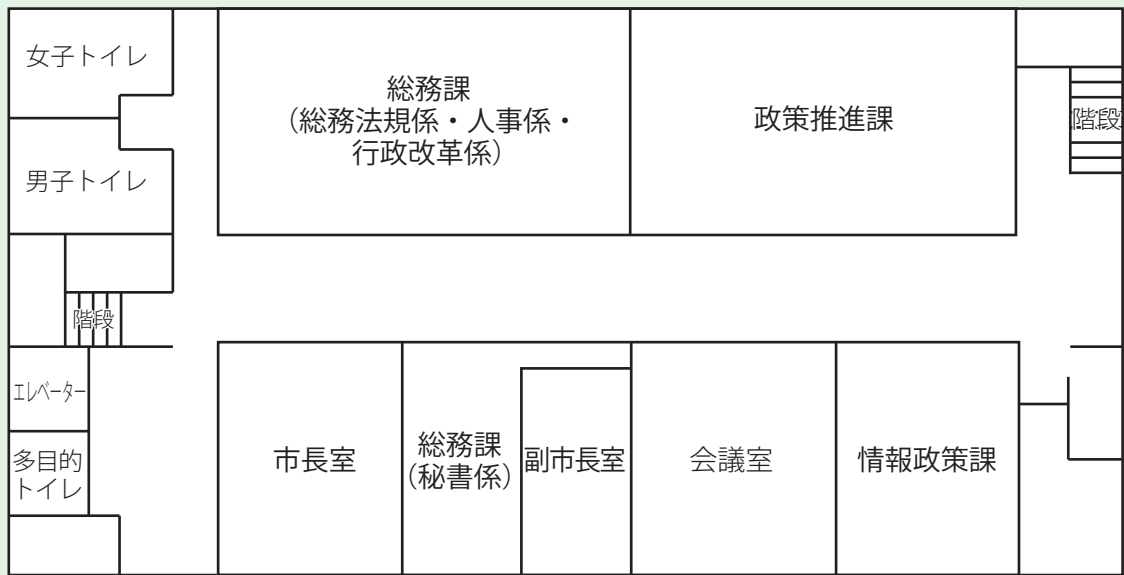 女子トイレ
総務課
（総務法規係・人事係・
行政改革係）
政策推進課
階段
男子トイレ
階段
エレベーター
多目的
トイレ
市長室
総務課
（秘書係）
副市長室
会議室
情報政策課